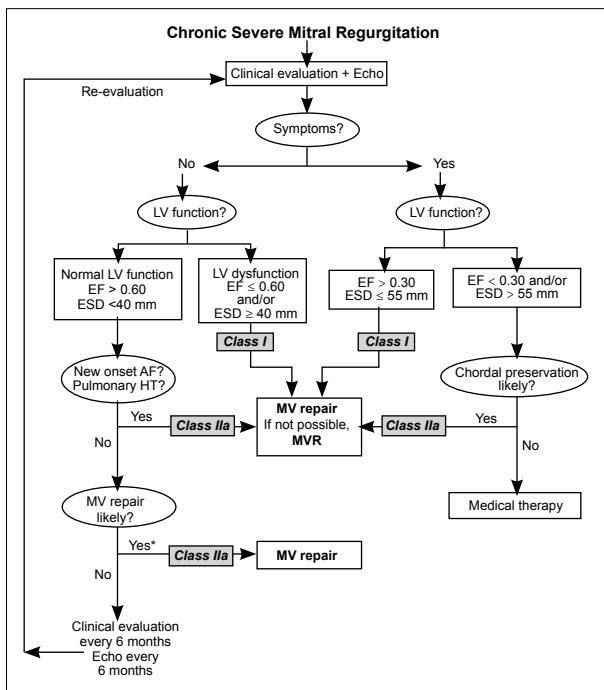 Chronic Severe Mitral Regurgitation
Clinical evaluation + Echo
Re-evaluation
Symptoms?
No
Yes
LV function?
LV function?
Normal LV function
EF > 0.60
ESD <40 mm
LV dysfunction
EF ≤ 0.60
and/or
ESD ≥ 40 mm
EF > 0.30
ESD ≤ 55 mm
EF < 0.30 and/or
ESD > 55 mm
Class I
Class I
New onset AF?
Pulmonary HT?
Chordal preservation
likely?
MV repair
If not possible,
MVR
Yes
Class IIa
Class IIa
Yes
No
No
MV repair
likely?
Medical therapy
Yes*
Class IIa
MV repair
No
Clinical evaluation
every 6 months
Echo every
6 months